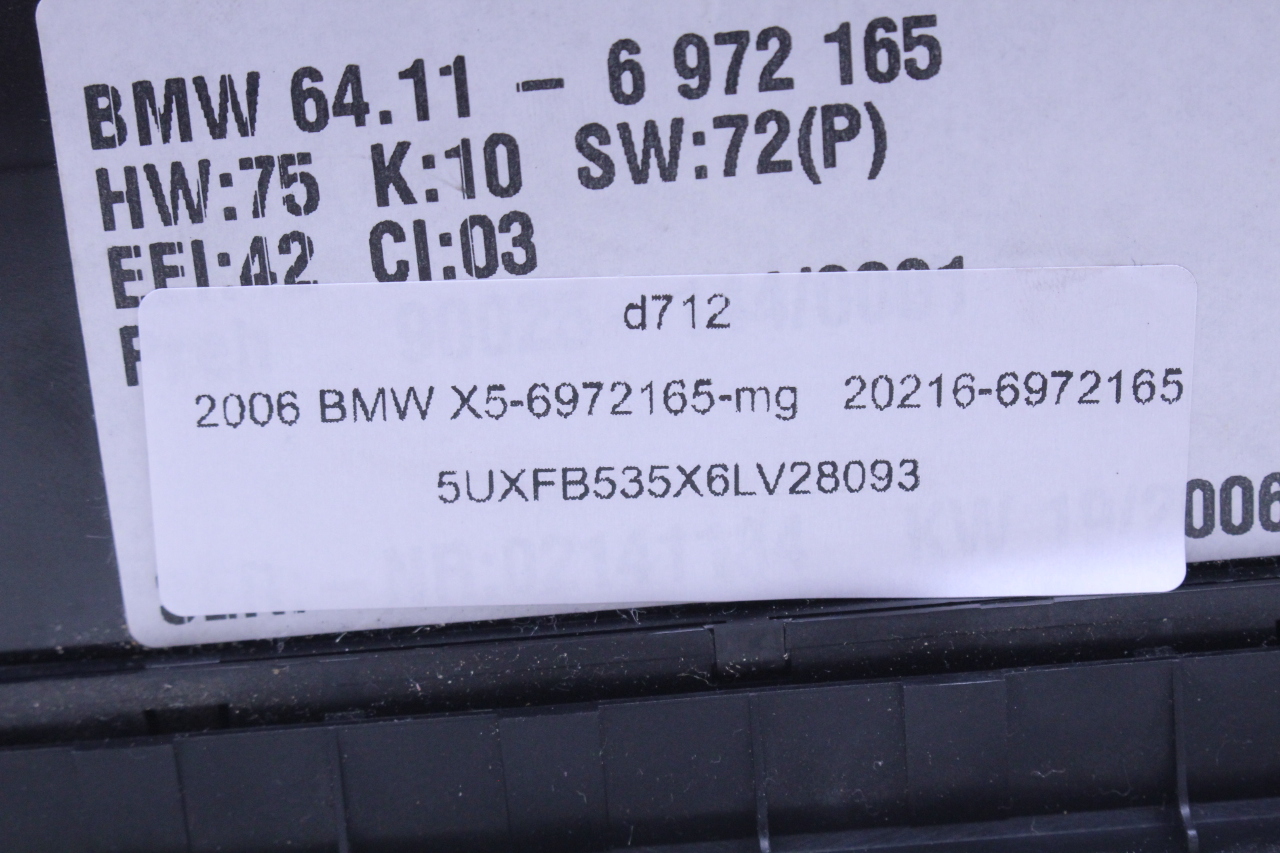 BMW 64.11 - 6 972 165
HW:75 K:10 SW:72(P)
EEI:42 CI:03
d712
2006 BMW X5-6972165-mg 20216-6972165
5UXFB535X6LV28093